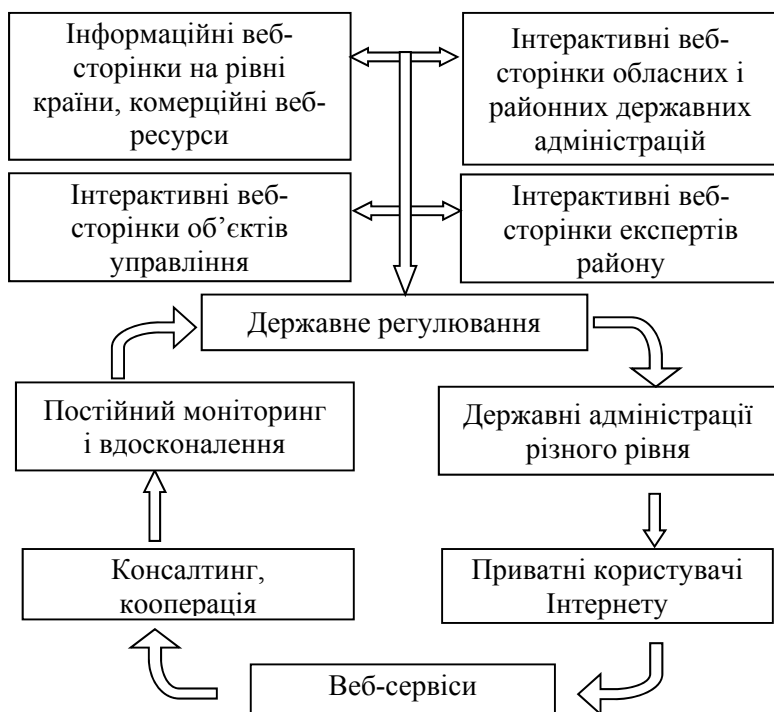 Інформаційні веб-
сторінки на рівні
країни, комерційні веб-
ресурси
Інтерактивні веб-
сторінки обласних і
районних державних
адміністрацій
Інтерактивні веб-
сторінки об’єктів
управління
Інтерактивні веб-
сторінки експертів
району
Державне регулювання
Постійний моніторинг
і вдосконалення
Державні адміністрації
різного рівня
Консалтинг,
кооперація
Приватні користувачі
Інтернету
Веб-сервіси